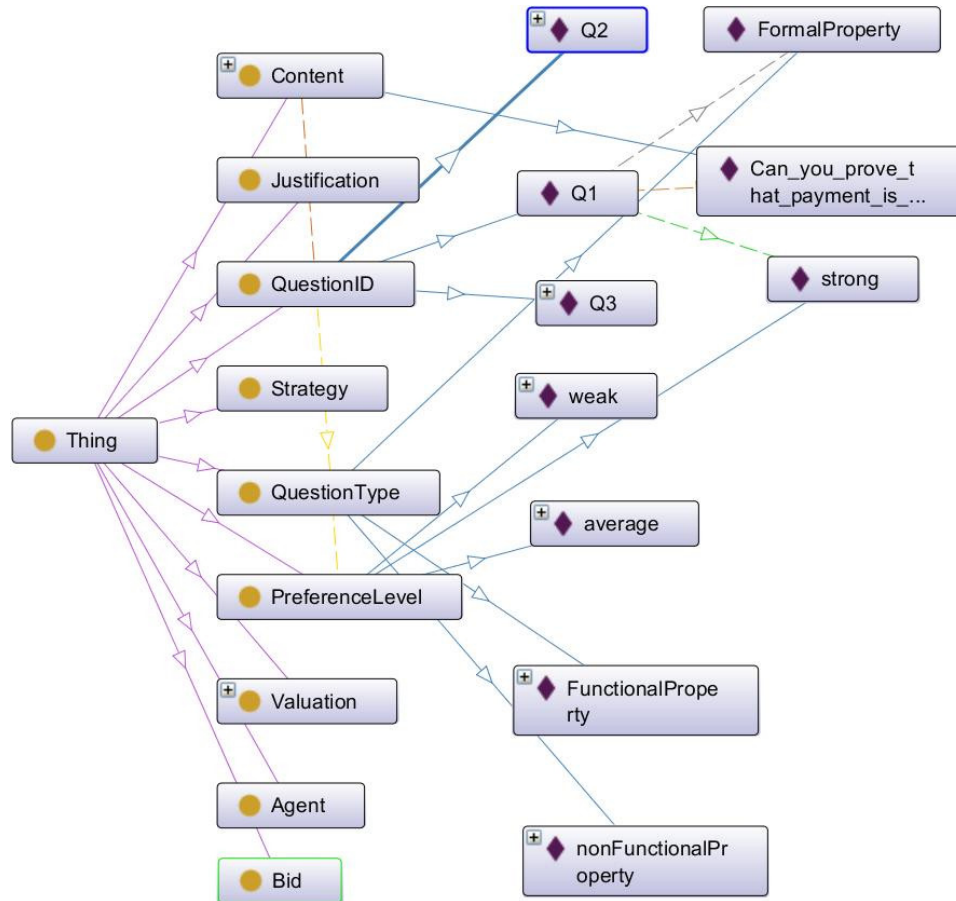 Q2
FormalProperty
Content
Can_you_prove_t
hat_payment_is_...
Justification
Q1
QuestionID
strong
Q3
Strategy
weak
Thing
QuestionType
average
PreferenceLevel
Valuation
FunctionalPrope
rty
Agent
nonFunctionalPr
operty
Bid